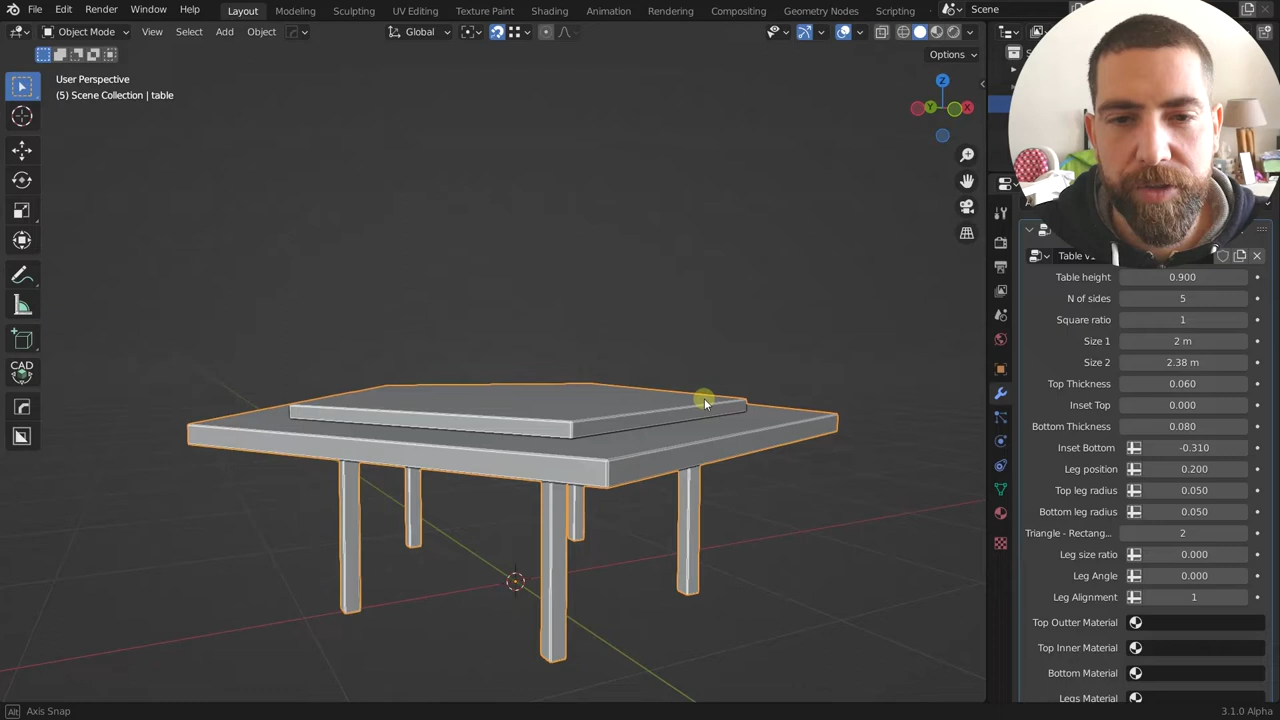 File Edit Render Window Help Layout Modeling Sculpting UV Editing Texture Paint Shading Animation Rendering Compositing Geometry Nodes Scripting Scene
Object Mode View Select Add Object Global
Options
User Perspective
(5) Scene Collection | table
Z
Y
X
CAD
Table height 0.900
N of sides 5
Square ratio 1
Size 1 2 m
Size 2 2.38 m
Top Thickness 0.060
Inset Top 0.000
Bottom Thickness 0.080
Inset Bottom -0.310
Leg position 0.200
Top leg radius 0.050
Bottom leg radius 0.050
Triangle - Rectang... 2
Leg size ratio 0.000
Leg Angle 0.000
Leg Alignment 1
Top Outter Material
Top Inner Material
Bottom Material
Legs Material
Alt Axis Snap
3.1.0 Alpha